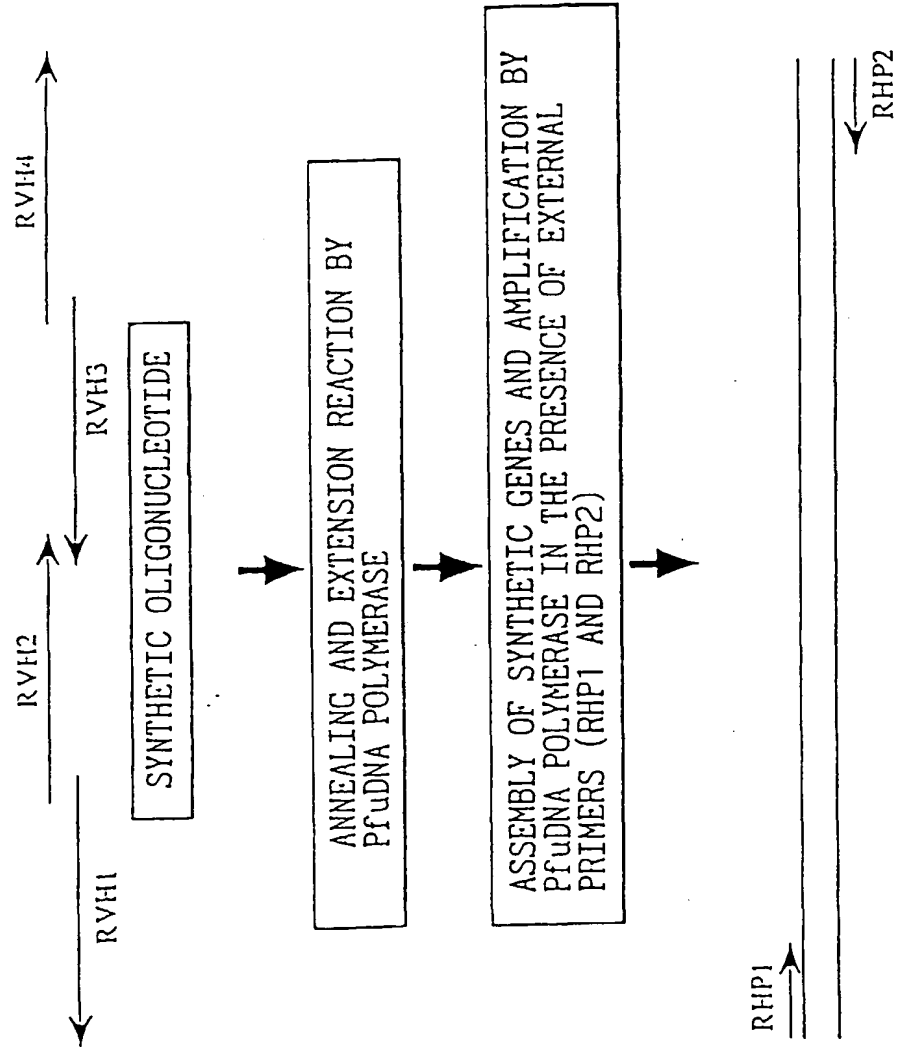 RVH2
RVH4
RVH1
RVH3
SYNTHETIC OLIGONUCLEOTIDE
ANNEALING AND EXTENSION REACTION BY
PfuDNA POLYMERASE
ASSEMBLY OF SYNTHETIC GENES AND AMPLIFICATION BY
PfuDNA POLYMERASE IN THE PRESENCE OF EXTERNAL
PRIMERS (RHP1 AND RHP2)
RHP1
RHP2